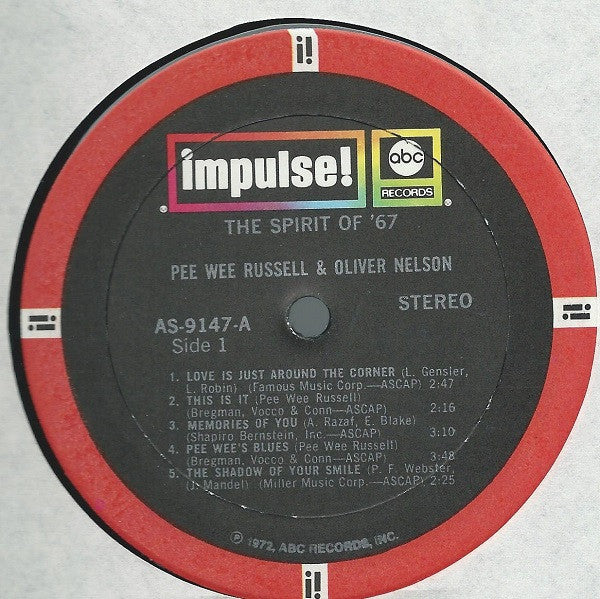 i!
impulse!
abc
RECORDS
®
®
THE SPIRIT OF '67
PEE WEE RUSSELL & OLIVER NELSON
STEREO
AS-9147-A
Side 1
i!
i!
1. LOVE IS JUST AROUND THE CORNER (L. Gensler,
L. Robin) (Famous Music Corp.—ASCAP) 2:47
2. THIS IS IT (Pee Wee Russell)
(Bregman, Vocco & Conn—ASCAP) 2:16
3. MEMORIES OF YOU (A. Razaf, E. Blake)
(Shapiro Bernstein, Inc.—ASCAP) 3:10
4. PEE WEE'S BLUES (Pee Wee Russell)
(Bregman, Vocco & Conn—ASCAP) 3:48
5. THE SHADOW OF YOUR SMILE (P. F. Webster,
J. Mandel) (Miller Music Corp.—ASCAP) 2:25
℗ 1972, ABC RECORDS, INC.
i!